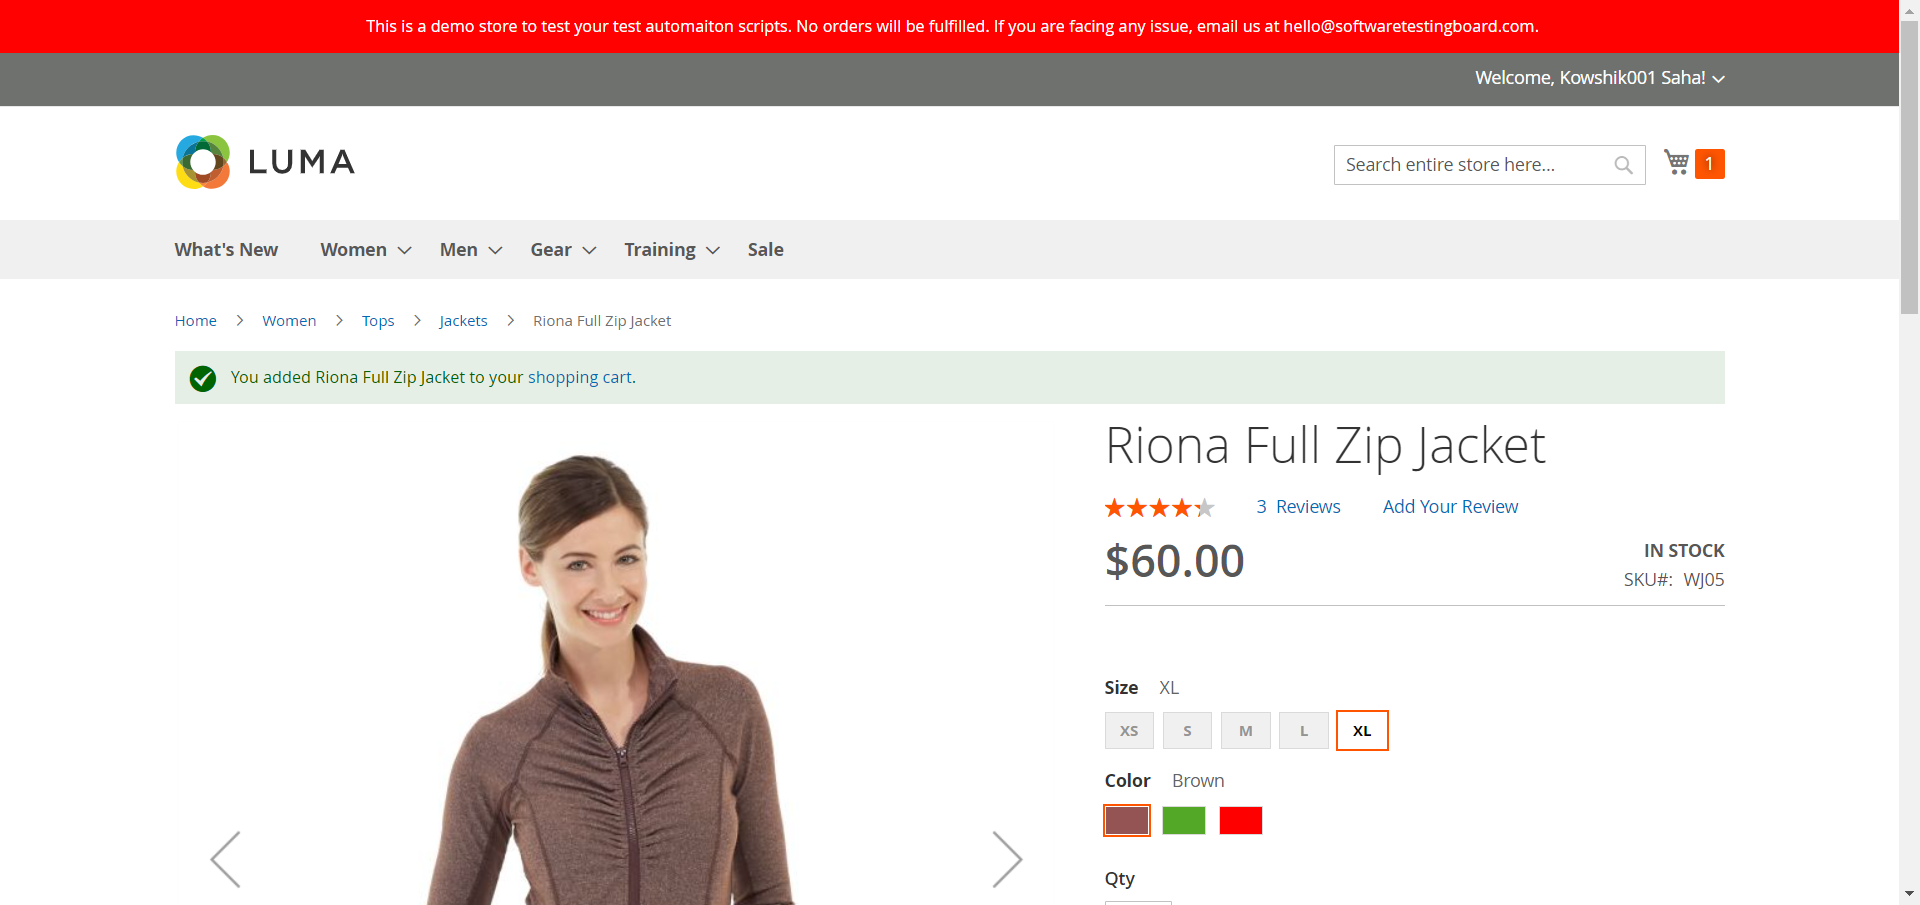 This is a demo store to test your test automaiton scripts. No orders will be fulfilled. If you are facing any issue, email us at hello@softwaretestingboard.com.
Welcome, Kowshik001 Saha!
LUMA
Search entire store here...
1
What's New Women Men Gear Training Sale
Home > Women > Tops > Jackets > Riona Full Zip Jacket
You added Riona Full Zip Jacket to your shopping cart.
Riona Full Zip Jacket
3 Reviews Add Your Review
$60.00
IN STOCK
SKU#: WJ05
Size XL
XS S M L XL
Color Brown
Qty